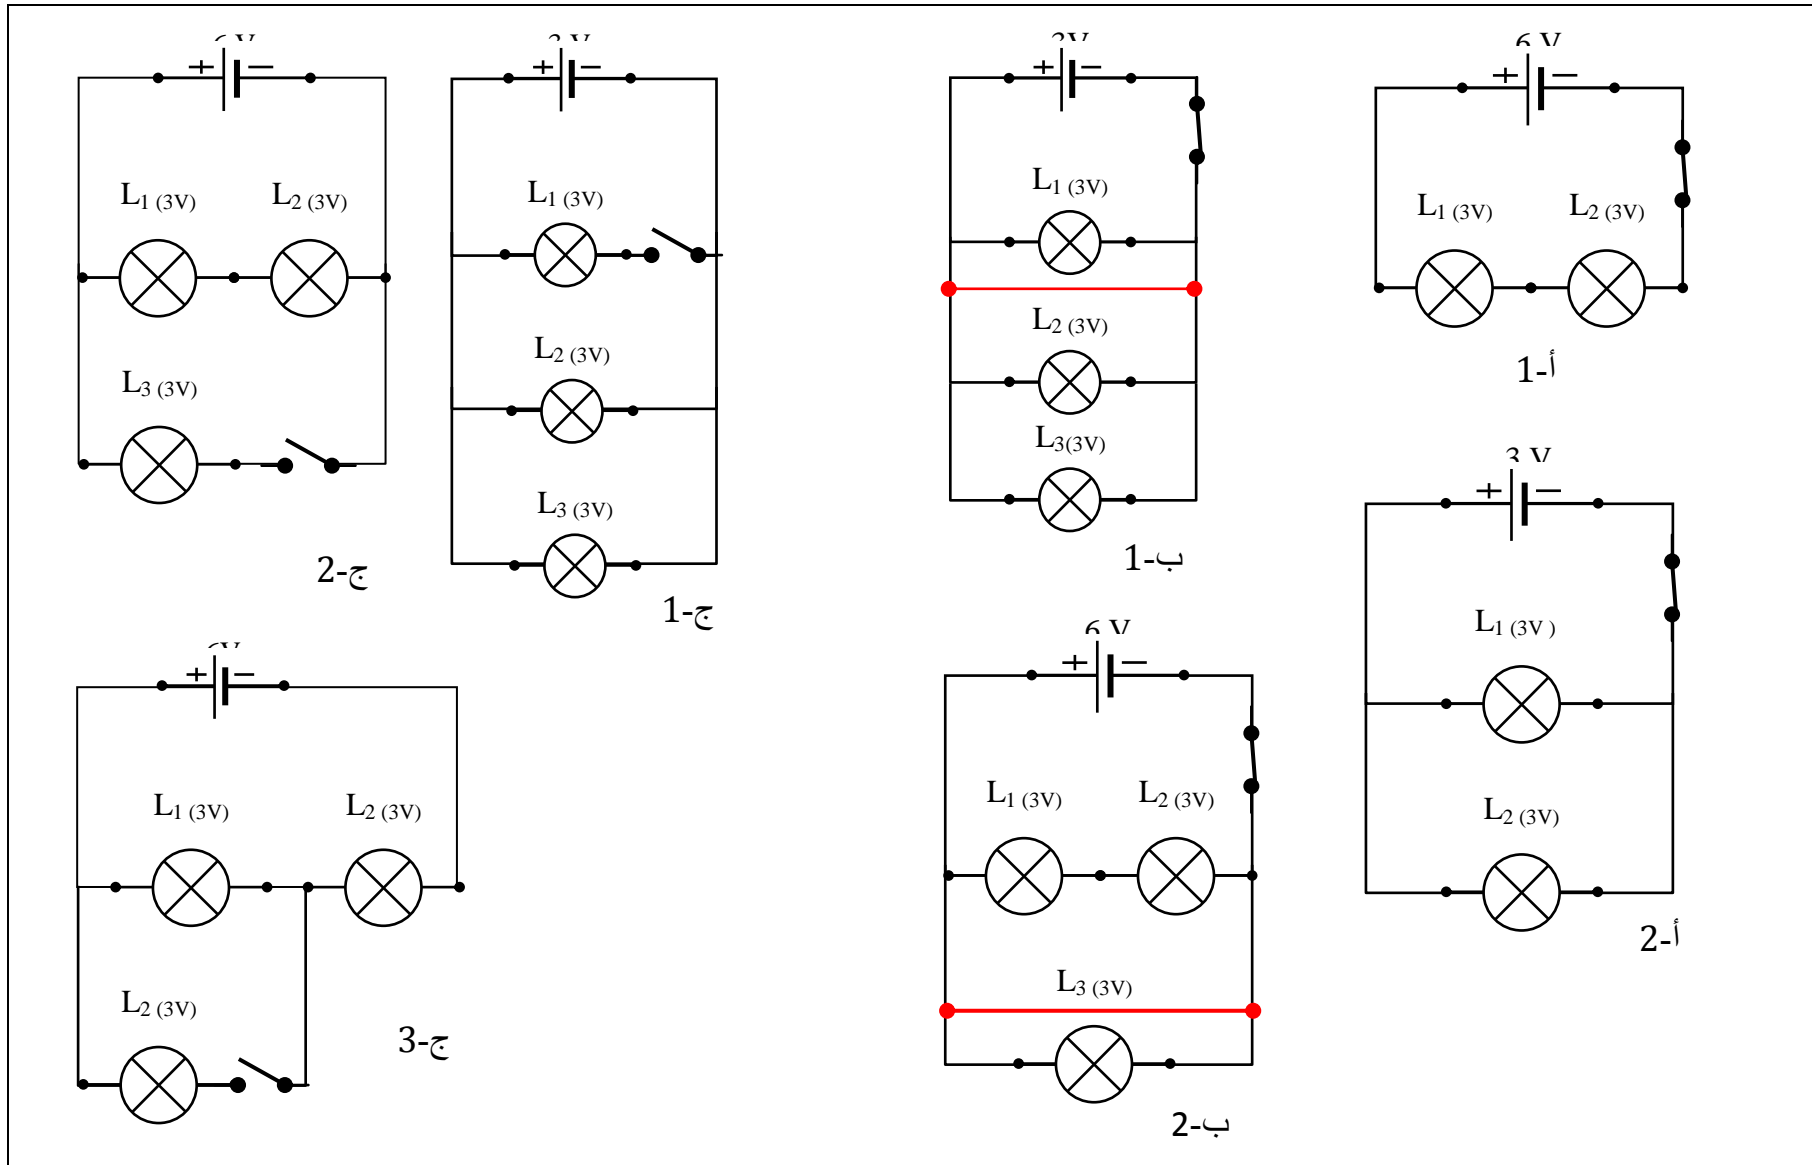 6 V
+ −
L1 (3V)
L2 (3V)
أ-1
3 V
+ −
L1 (3V )
L2 (3V)
أ-2
3V
+ −
L1 (3V)
L2 (3V)
L3(3V)
ب-1
6 V
+ −
L1 (3V)
L2 (3V)
L3 (3V)
ب-2
3 V
+ −
L1 (3V)
L2 (3V)
L3 (3V)
ج-1
+ −
L1 (3V)
L2 (3V)
L3 (3V)
ج-2
+ −
L1 (3V)
L2 (3V)
L2 (3V)
ج-3